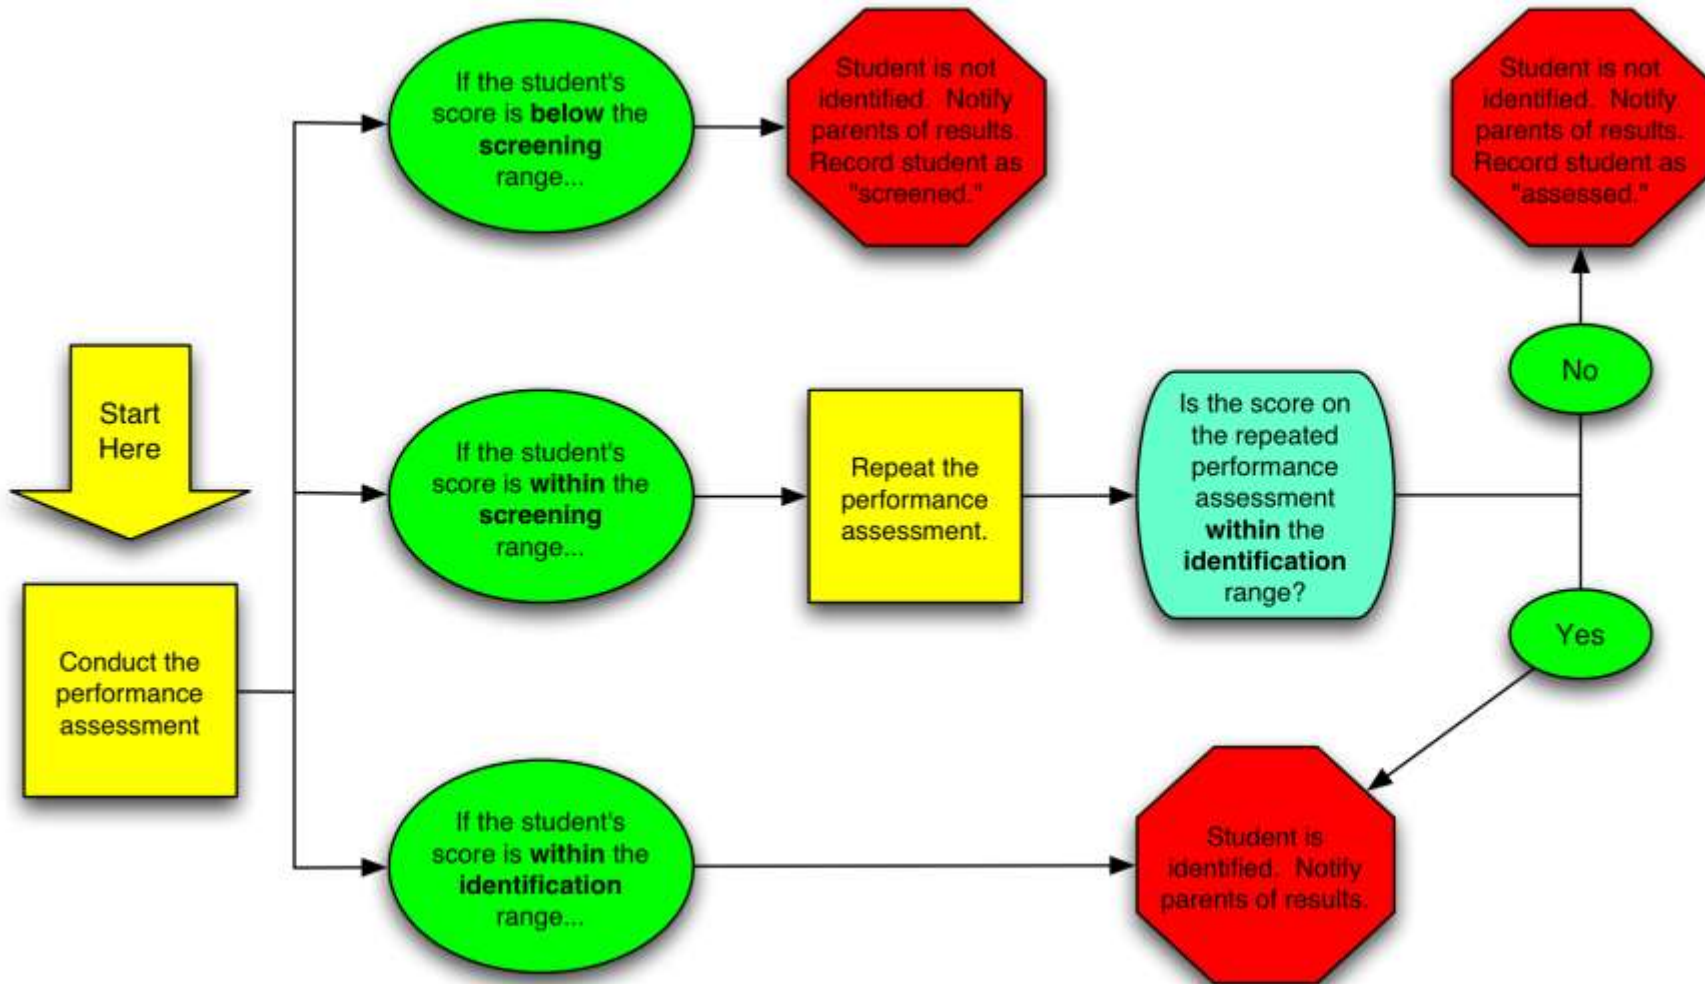 Start
Here
Conduct the
performance
assessment
If the student's
score is below the
screening
range...
Student is not
identified. Notify
parents of results.
Record student as
"screened."
If the student's
score is within the
screening
range...
Repeat the
performance
assessment.
Is the score on
the repeated
performance
assessment
within the
identification
range?
No
Student is not
identified. Notify
parents of results.
Record student as
"assessed."
Yes
If the student's
score is within the
identification
range...
Student is
identified. Notify
parents of results.